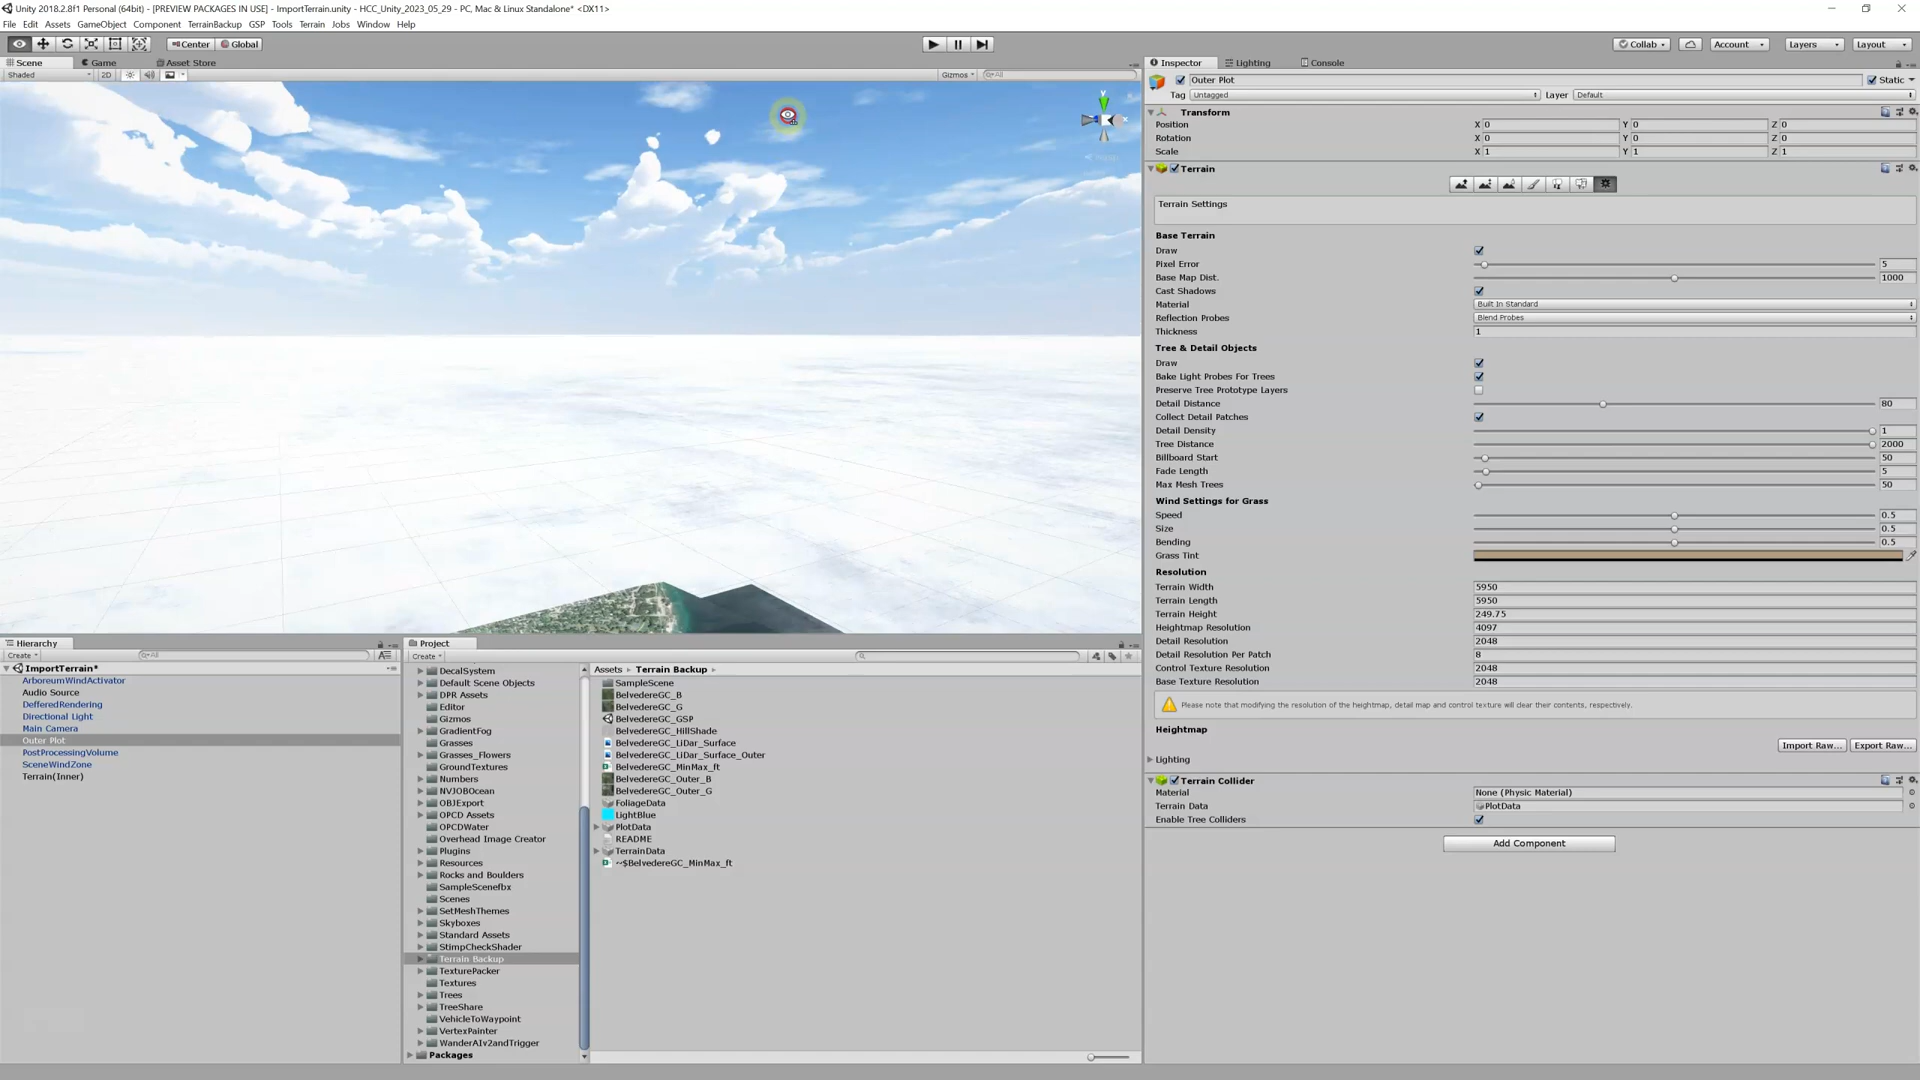 Unity 2018.2.8f1 Personal (64bit) - [PREVIEW PACKAGES IN USE] - ImportTerrain.unity - HCC_Unity_2023_05_29 - PC, Mac & Linux Standalone* <DX11>
File Edit Assets GameObject Component TerrainBackup GSP Tools Terrain Jobs Window Help
Center Global Collab Account Layers Layout
Scene Game Asset Store
Shaded 2D Gizmos All
Inspector Lighting Console
Outer Plot Static
Tag Untagged Layer Default
Transform
Position X 0 Y 0 Z 0
Rotation X 0 Y 0 Z 0
Scale X 1 Y 1 Z 1
Terrain
Terrain Settings
Base Terrain
Draw
Pixel Error 5
Base Map Dist. 1000
Cast Shadows
Material Built In Standard
Reflection Probes Blend Probes
Thickness 1
Tree & Detail Objects
Draw
Bake Light Probes For Trees
Preserve Tree Prototype Layers
Detail Distance 80
Collect Detail Patches
Detail Density 1
Tree Distance 2000
Billboard Start 50
Fade Length 5
Max Mesh Trees 50
Wind Settings for Grass
Speed 0.5
Size 0.5
Bending 0.5
Grass Tint
Resolution
Terrain Width 5950
Terrain Length 5950
Terrain Height 249.75
Heightmap Resolution 4097
Detail Resolution 2048
Detail Resolution Per Patch 8
Control Texture Resolution 2048
Base Texture Resolution 2048
Please note that modifying the resolution of the heightmap, detail map and control texture will clear their contents, respectively.
Heightmap
Import Raw... Export Raw...
Lighting
Terrain Collider
Material None (Physic Material)
Terrain Data PlotData
Enable Tree Colliders
Add Component
Hierarchy
Create All
ImportTerrain*
ArboreumWindActivator
Audio Source
DefferedRendering
Directional Light
Main Camera
Outer Plot
PostProcessingVolume
SceneWindZone
Terrain(Inner)
Project
Create
DecalSystem
Default Scene Objects
DPR Assets
Editor
Gizmos
GradientFog
Grasses
Grasses_Flowers
GroundTextures
Numbers
NVJOBOcean
OBJExport
OPCD Assets
OPCDWater
Overhead Image Creator
Plugins
Resources
Rocks and Boulders
SampleScenefbx
Scenes
SetMeshThemes
Skyboxes
Standard Assets
StimpCheckShader
Terrain Backup
TexturePacker
Textures
Trees
TreeShare
VehicleToWaypoint
VertexPainter
WanderAIv2andTrigger
Packages
Assets Terrain Backup
SampleScene
BelvedereGC_B
BelvedereGC_G
BelvedereGC_GSP
BelvedereGC_HillShade
BelvedereGC_LiDar_Surface
BelvedereGC_LiDar_Surface_Outer
BelvedereGC_MinMax_ft
BelvedereGC_Outer_B
BelvedereGC_Outer_G
FoliageData
LightBlue
PlotData
README
TerrainData
~$BelvedereGC_MinMax_ft